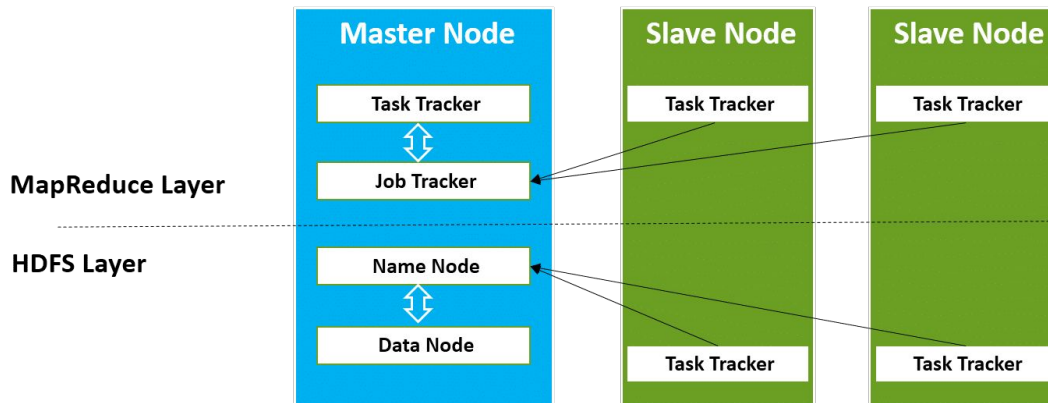 Master Node
Slave Node
Slave Node
Task Tracker
Task Tracker
Task Tracker
Job Tracker
MapReduce Layer
HDFS Layer
Name Node
Data Node
Task Tracker
Task Tracker